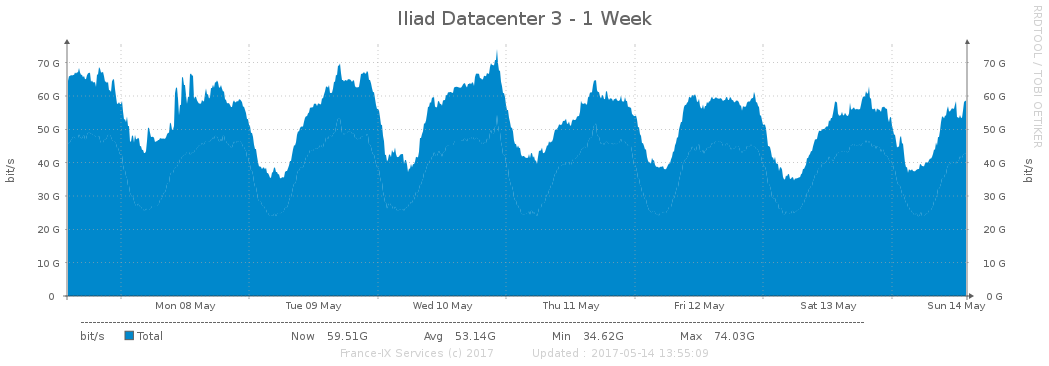 Iliad Datacenter 3 - 1 Week
RRDTOOL / TOBI OETIKER
bit/s
70 G 70 G
60 G 60 G
50 G 50 G
40 G 40 G
30 G 30 G
20 G 20 G
10 G 10 G
0 0 G
bit/s
Mon 08 May Tue 09 May Wed 10 May Thu 11 May Fri 12 May Sat 13 May Sun 14 May
bit/s Total Now 59.51G Avg 53.14G Min 34.62G Max 74.03G
France-IX Services (c) 2017 Updated : 2017-05-14 13:55:09